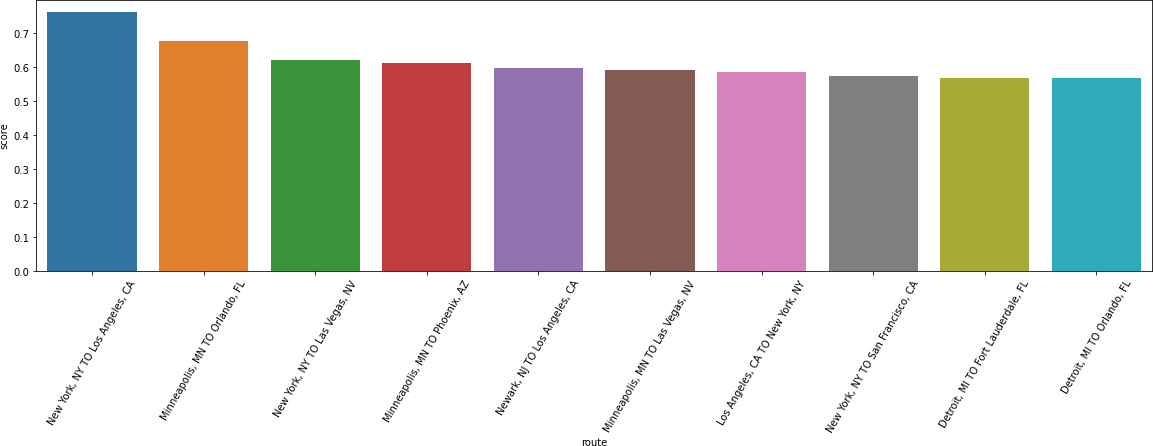 0.7
0.6
0.5
0.4
0.3
0.2
0.1
0.0
score
New York, NY TO Los Angeles, CA
Minneapolis, MN TO Orlando, FL
New York, NY TO Las Vegas, NV
Minneapolis, MN TO Phoenix, AZ
Newark, NJ TO Los Angeles, CA
Minneapolis, MN TO Las Vegas, NV
Los Angeles, CA TO New York, NY
New York, NY TO San Francisco, CA
Detroit, MI TO Fort Lauderdale, FL
Detroit, MI TO Orlando, FL
route